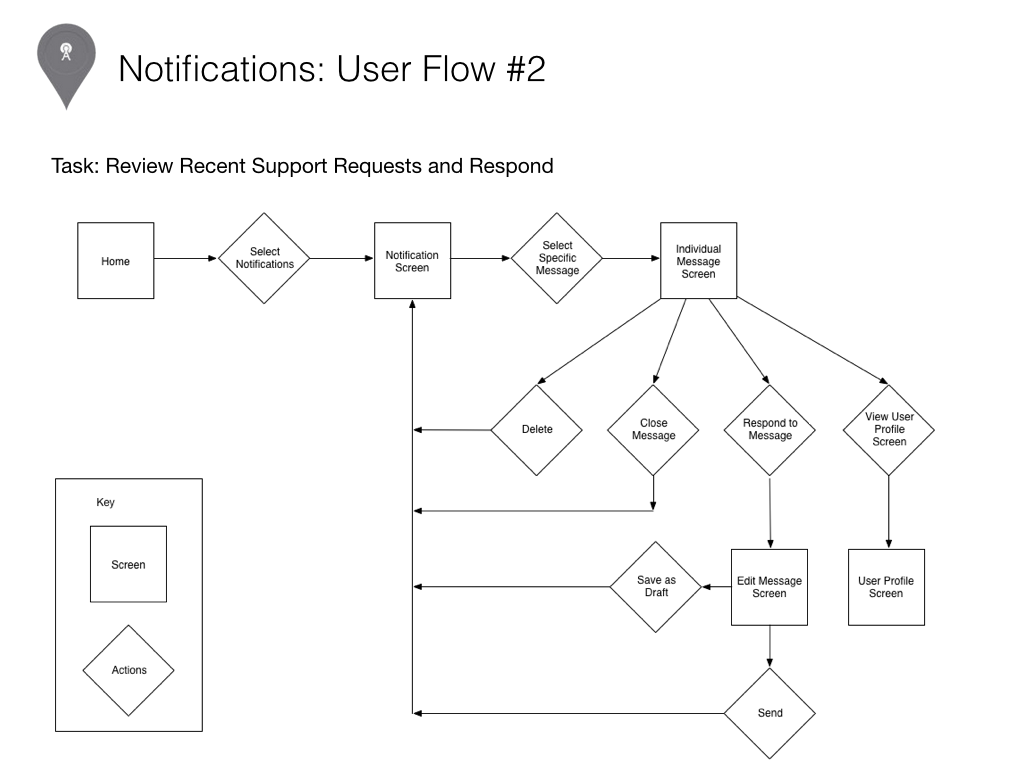 Notifications: User Flow #2
Task: Review Recent Support Requests and Respond
Home
Select
Notifications
Notification
Screen
Select
Specific
Message
Individual
Message
Screen
Delete
Close
Message
Respond to
Message
View User
Profile
Screen
Key
Screen
Actions
Save as
Draft
Edit Message
Screen
User Profile
Screen
Send